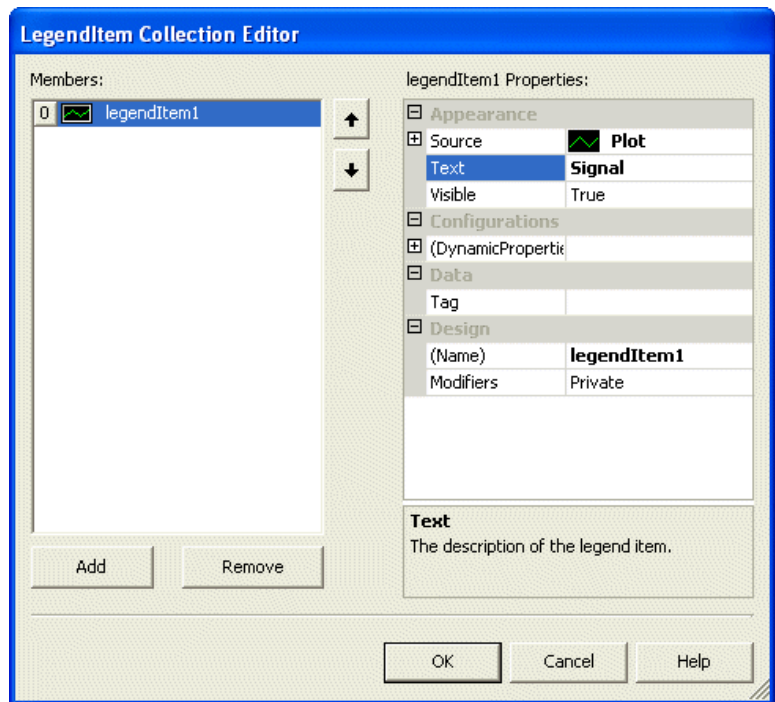 LegendItem Collection Editor
Members:
legendItem1 Properties:
0 legendItem1
Appearance
Source Plot
Text Signal
Visible True
Configurations
(DynamicPropertie
Data
Tag
Design
(Name) legendItem1
Modifiers Private
Text
The description of the legend item.
Add Remove
OK Cancel Help